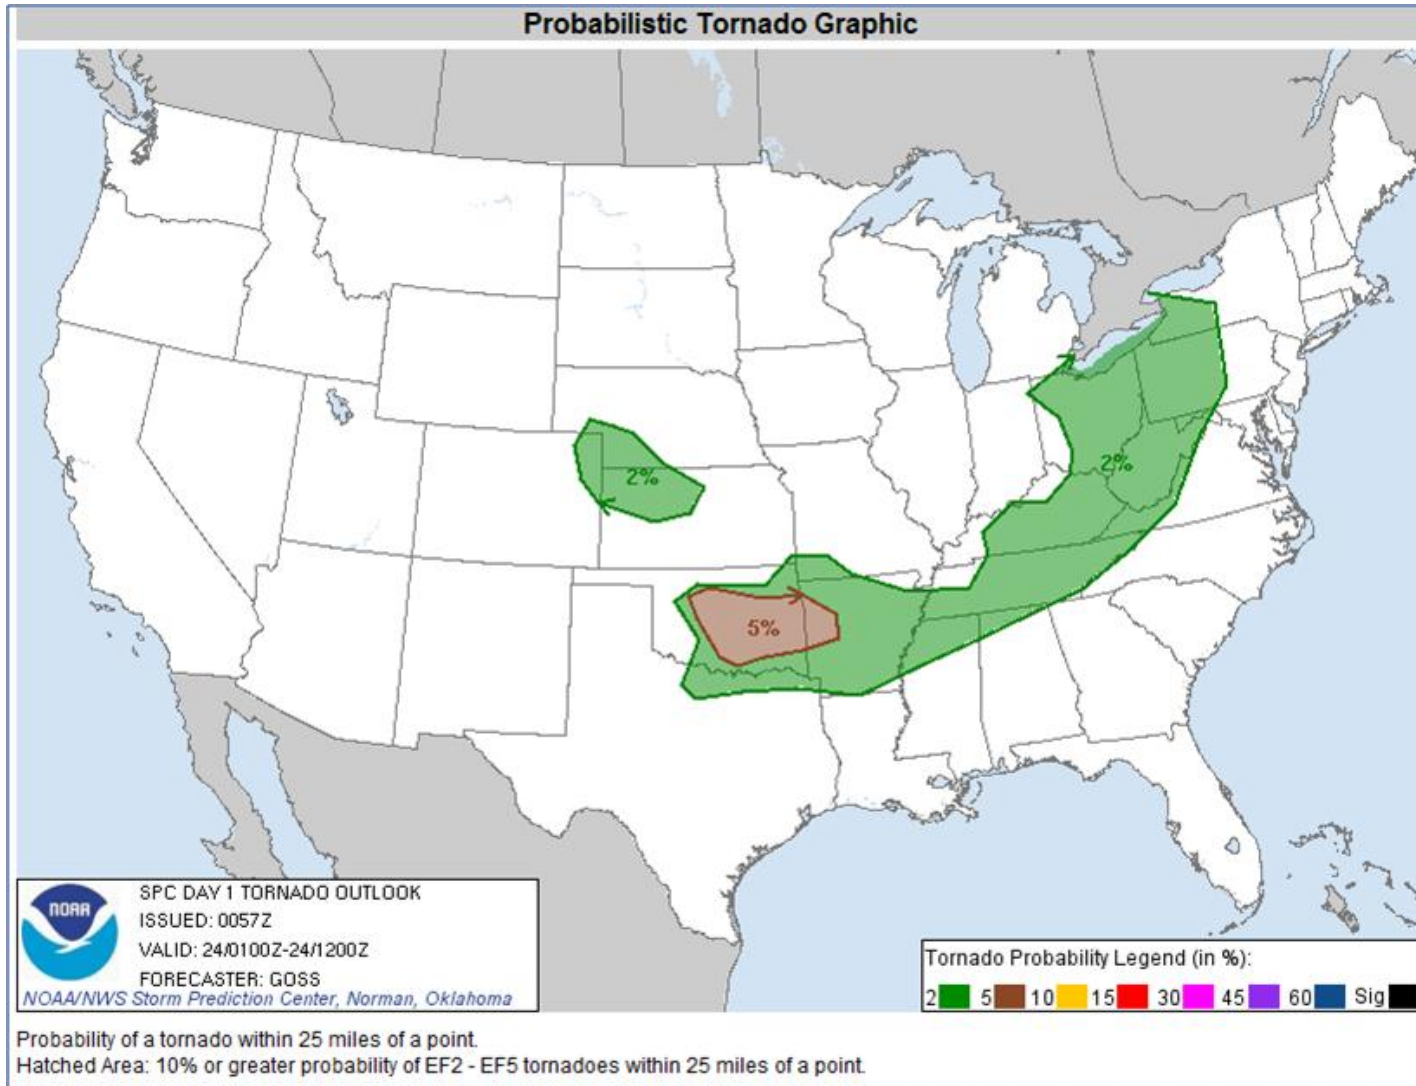 Probabilistic Tornado Graphic
2%
2%
5%
NOAA
SPC DAY 1 TORNADO OUTLOOK
ISSUED: 0057Z
VALID: 24/0100Z-24/1200Z
FORECASTER: GOSS
NOAA/NWS Storm Prediction Center, Norman, Oklahoma
Tornado Probability Legend (in %):
2 5 10 15 30 45 60 Sig
Probability of a tornado within 25 miles of a point.
Hatched Area: 10% or greater probability of EF2 - EF5 tornadoes within 25 miles of a point.